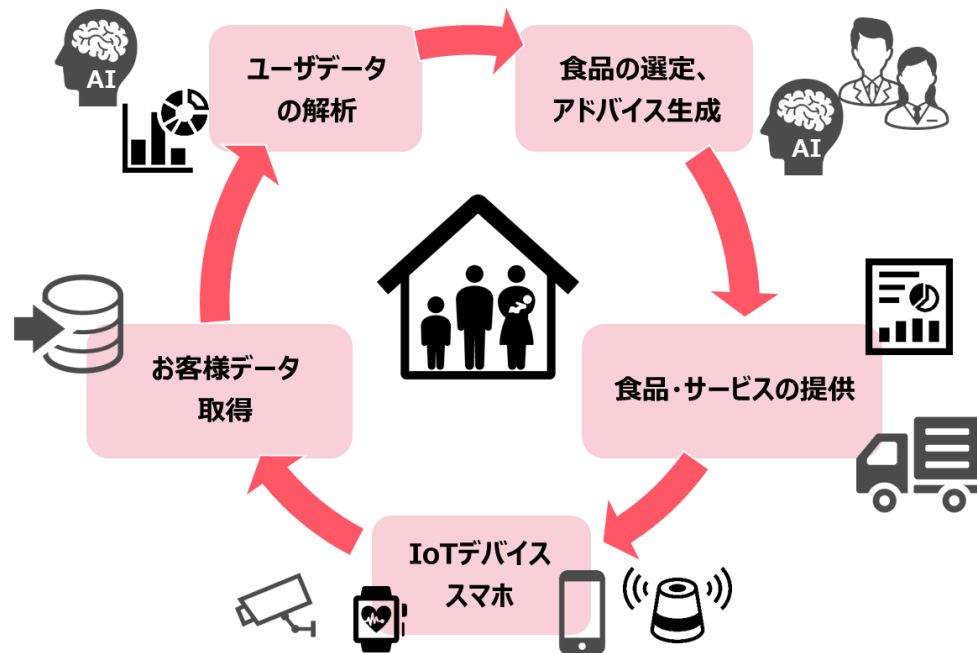 AI
ユーザデータ
の解析
食品の選定、
アドバイス生成
AI
お客様データ
取得
食品・サービスの提供
IoTデバイス
スマホ